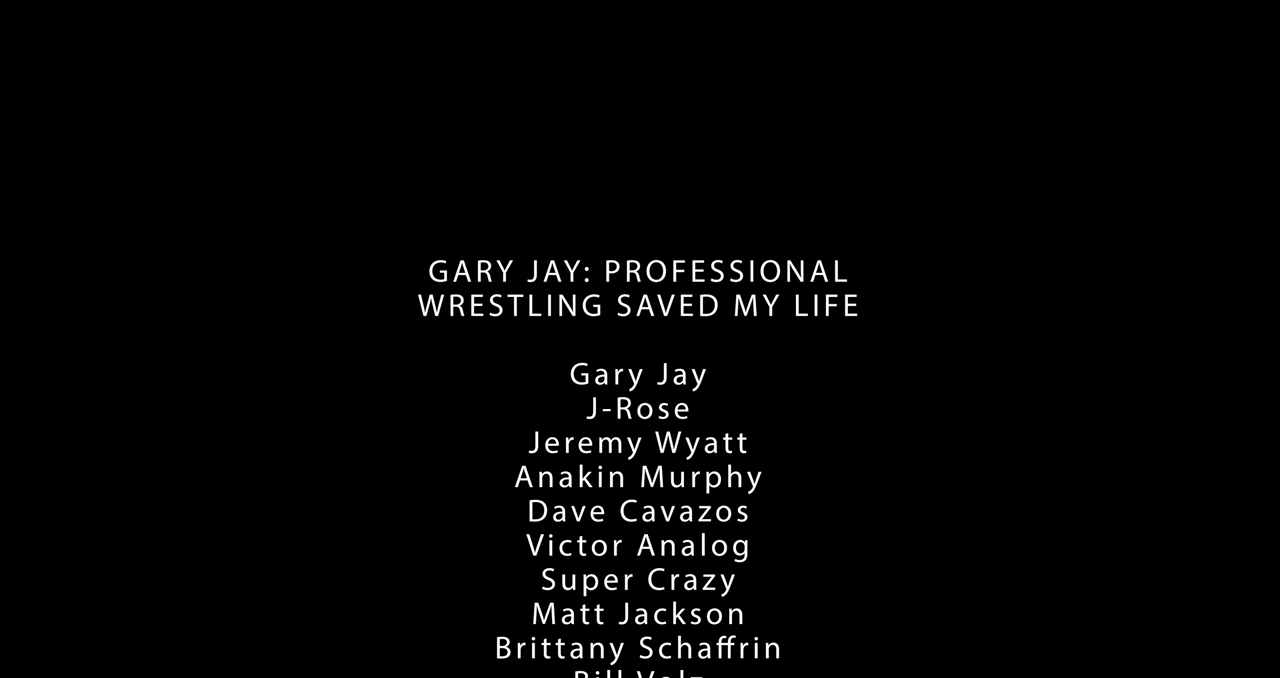 GARY JAY: PROFESSIONAL
WRESTLING SAVED MY LIFE
Gary Jay
J-Rose
Jeremy Wyatt
Anakin Murphy
Dave Cavazos
Victor Analog
Super Crazy
Matt Jackson
Brittany Schaffrin
Bill